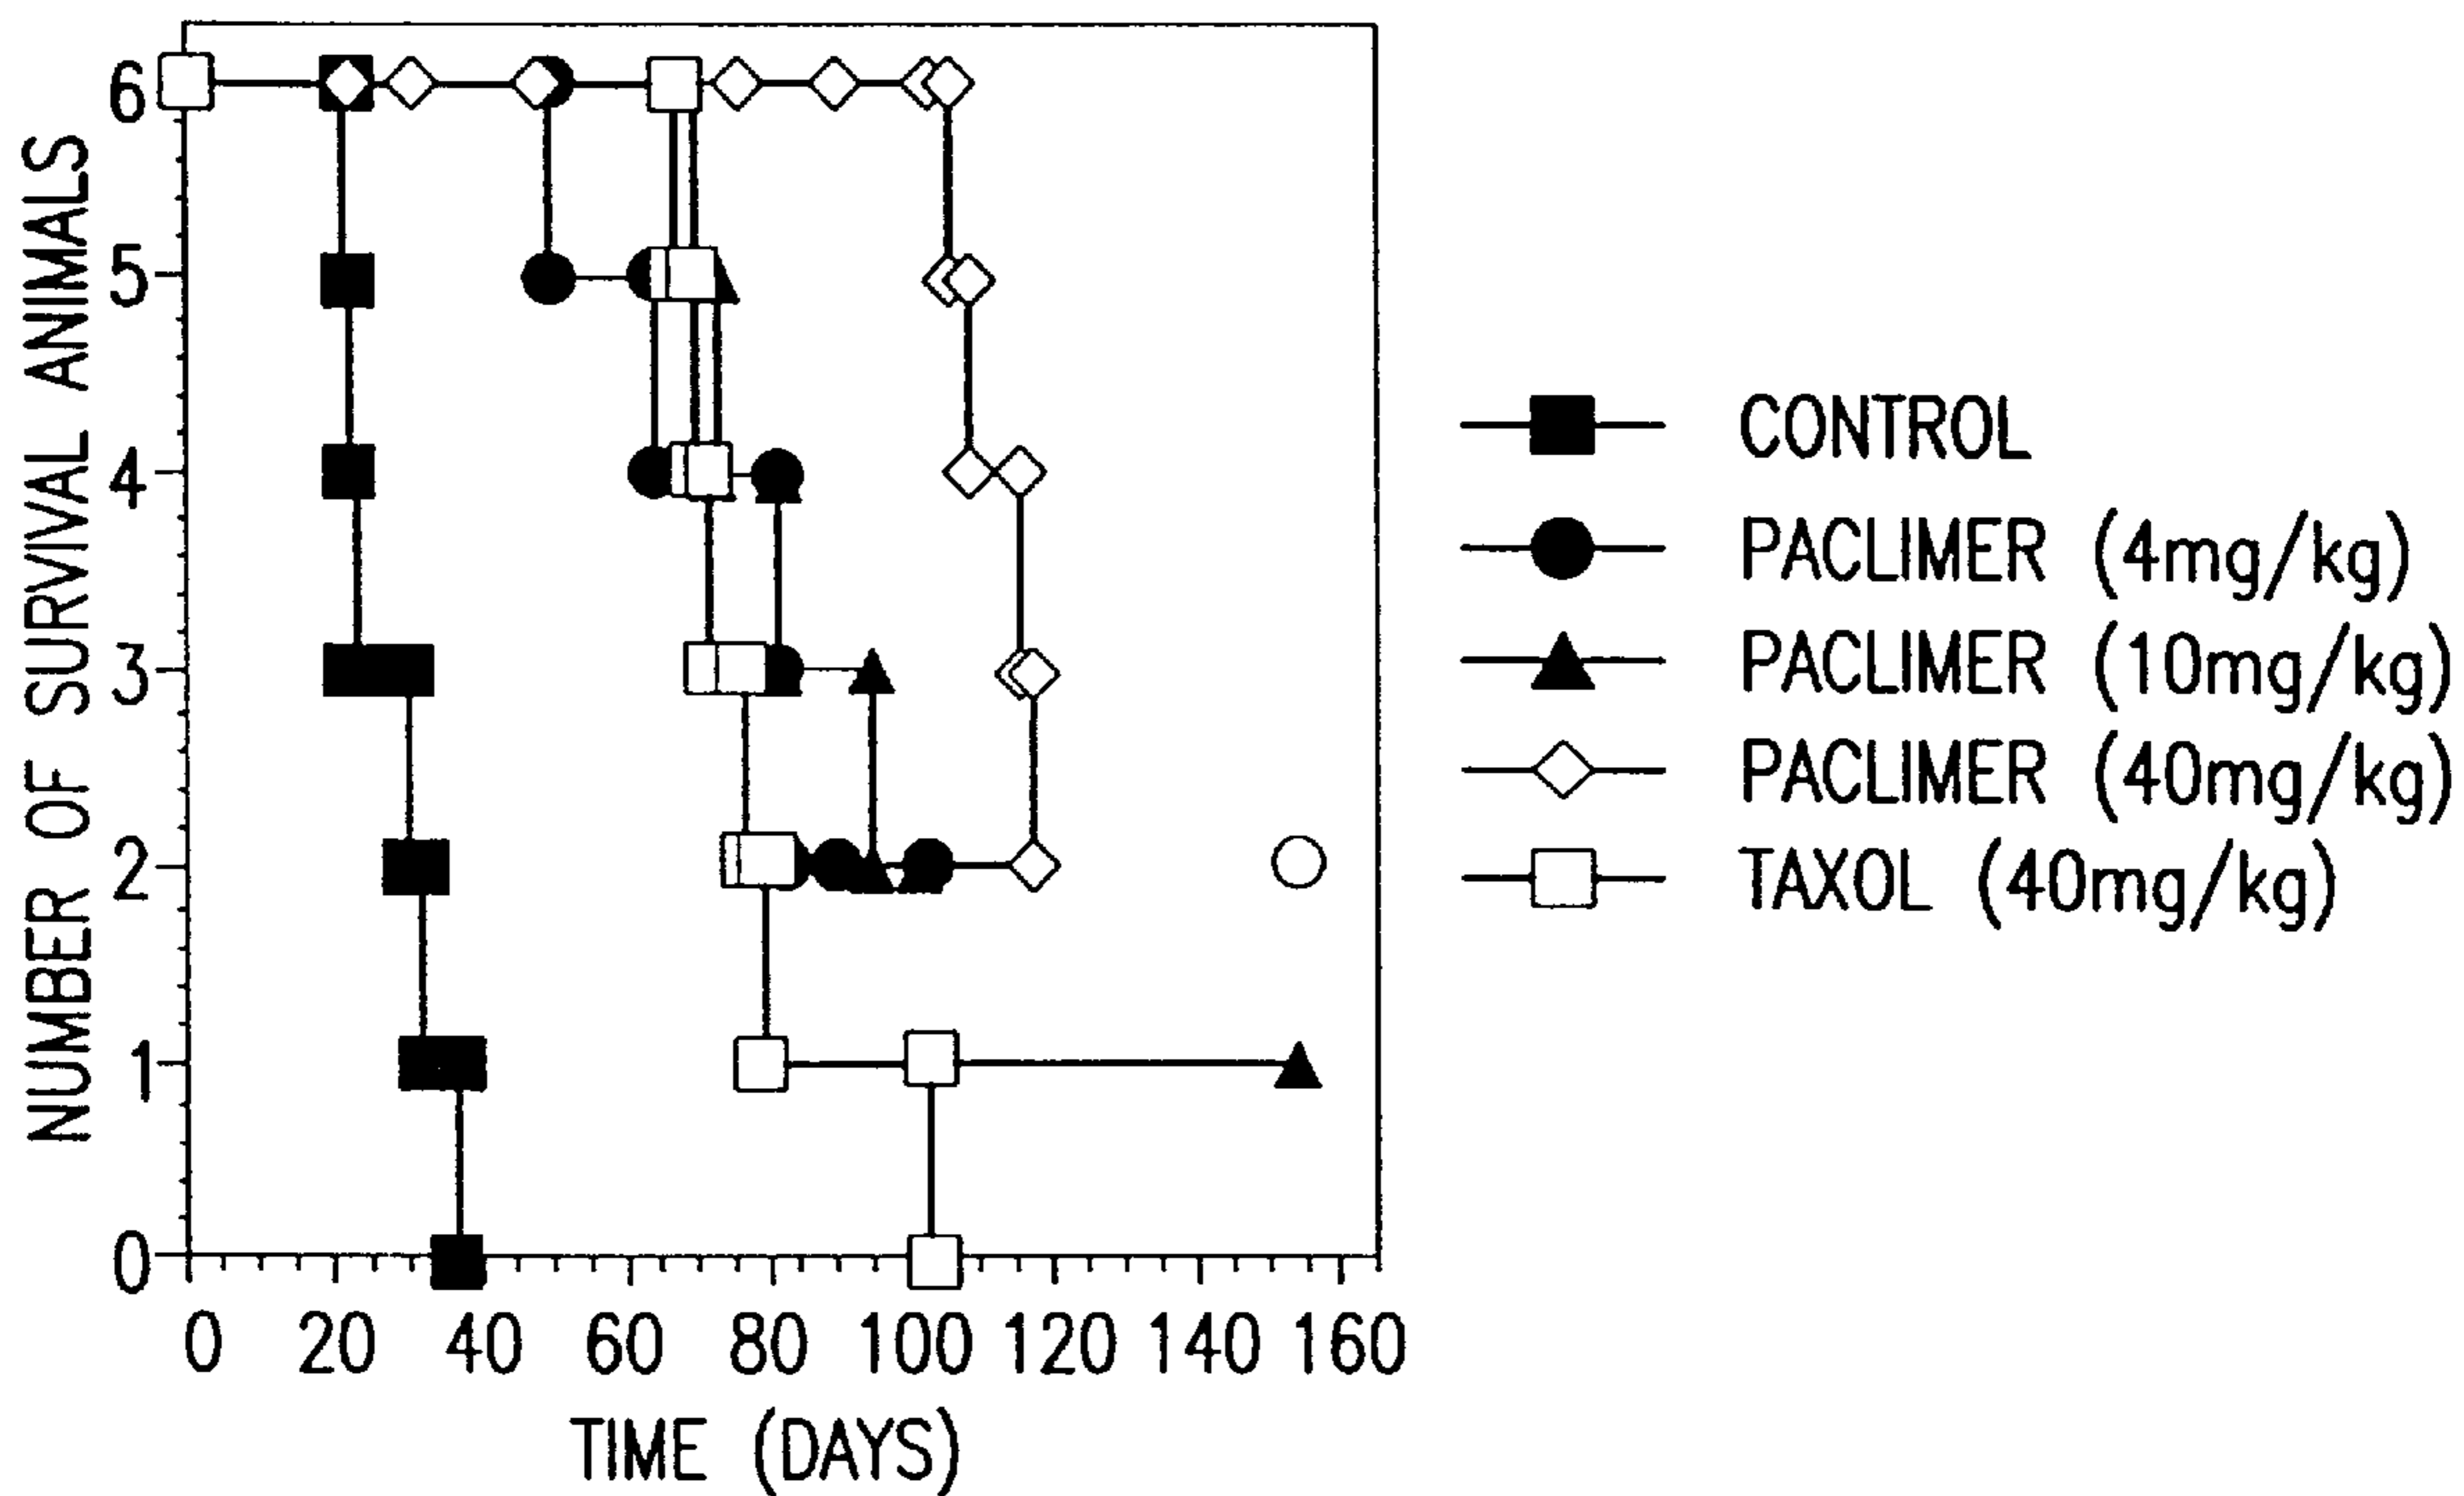 NUMBER OF SURVIVAL ANIMALS
6
5
4
3
2
1
0
0 20 40 60 80 100 120 140 160
TIME (DAYS)
CONTROL
PACLIMER (4mg/kg)
PACLIMER (10mg/kg)
PACLIMER (40mg/kg)
TAXOL (40mg/kg)